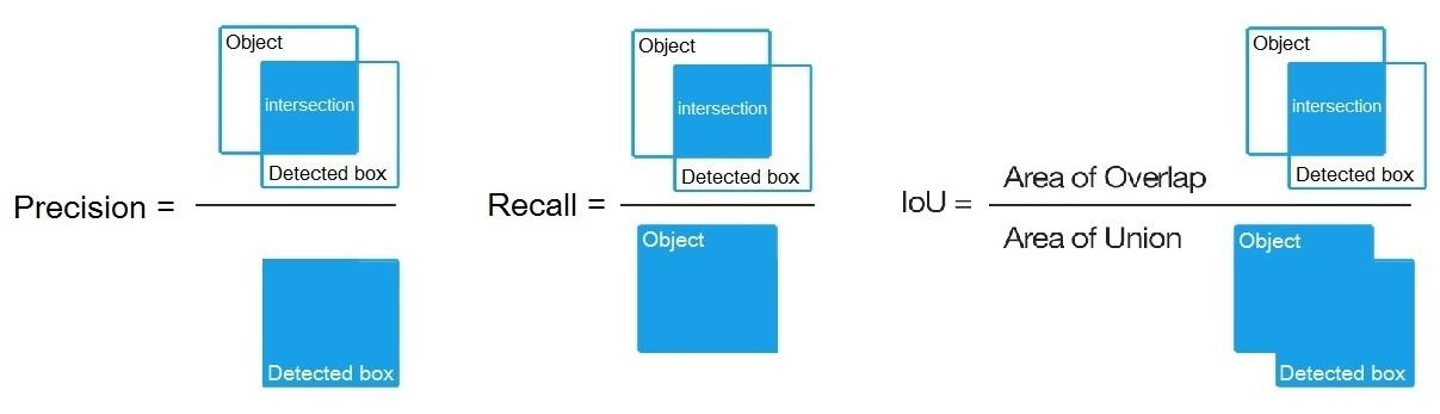 Object
intersection
Detected box
Precision =
Detected box
Object
intersection
Detected box
Recall =
Object
Object
intersection
Detected box
IoU =
Area of Overlap
Area of Union
Object
Detected box